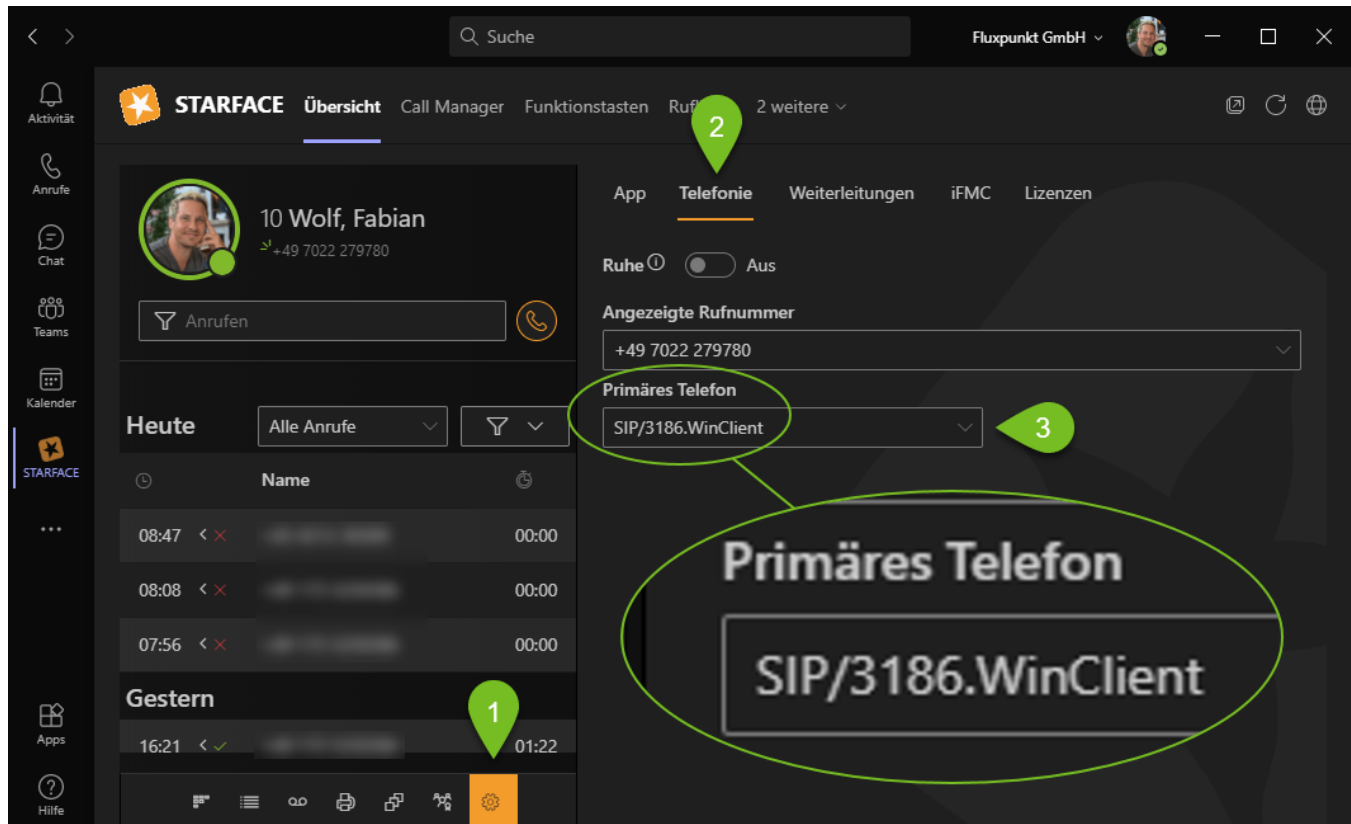 Suche
Fluxpunkt GmbH
Aktivität
Anrufe
Chat
Teams
Kalender
STARFACE
Apps
Hilfe
STARFACE Übersicht Call Manager Funktionstasten 2 weitere
2
10 Wolf, Fabian
+49 7022 279780
Anrufen
Heute Alle Anrufe
Name
08:47 00:00
08:08 00:00
07:56 00:00
Gestern
1
16:21 01:22
App Telefonie Weiterleitungen iFMC Lizenzen
Ruhe Aus
Angezeigte Rufnummer
+49 7022 279780
Primäres Telefon
SIP/3186.WinClient
3
Primäres Telefon
SIP/3186.WinClient